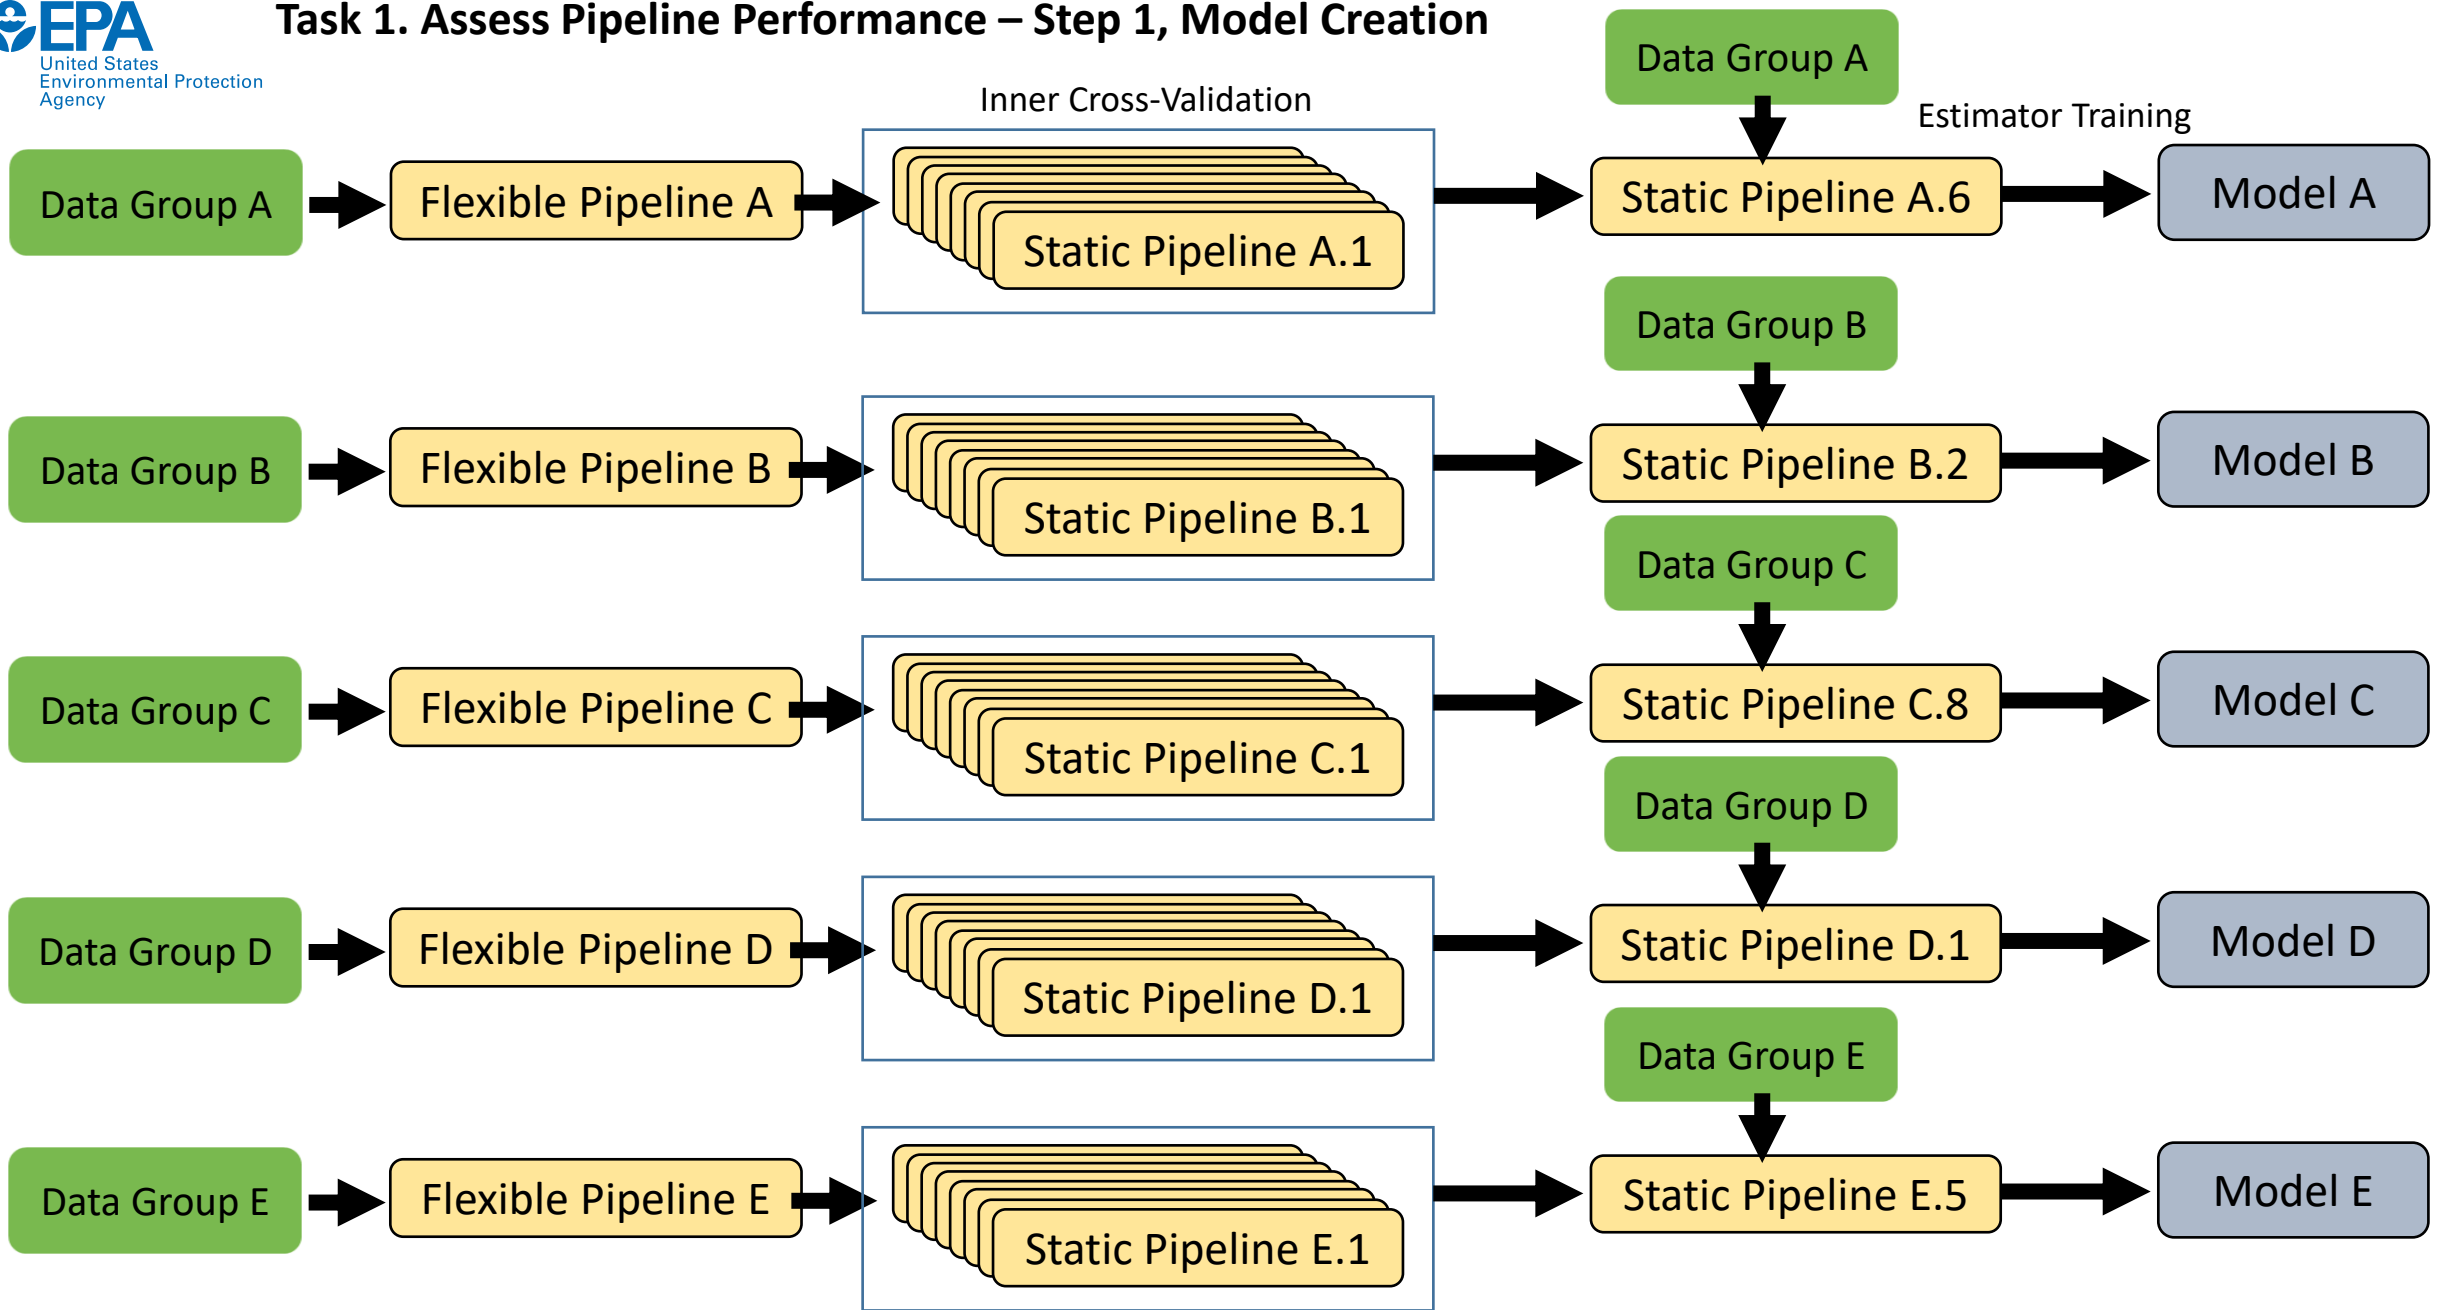 EPA
United States
Environmental Protection
Agency
Task 1. Assess Pipeline Performance – Step 1, Model Creation
Inner Cross-Validation
Data Group A
Estimator Training
Data Group A
Flexible Pipeline A
Static Pipeline A.1
Static Pipeline A.6
Model A
Data Group B
Data Group B
Flexible Pipeline B
Static Pipeline B.1
Static Pipeline B.2
Model B
Data Group C
Data Group C
Flexible Pipeline C
Static Pipeline C.1
Static Pipeline C.8
Model C
Data Group D
Data Group D
Flexible Pipeline D
Static Pipeline D.1
Static Pipeline D.1
Model D
Data Group E
Data Group E
Flexible Pipeline E
Static Pipeline E.1
Static Pipeline E.5
Model E